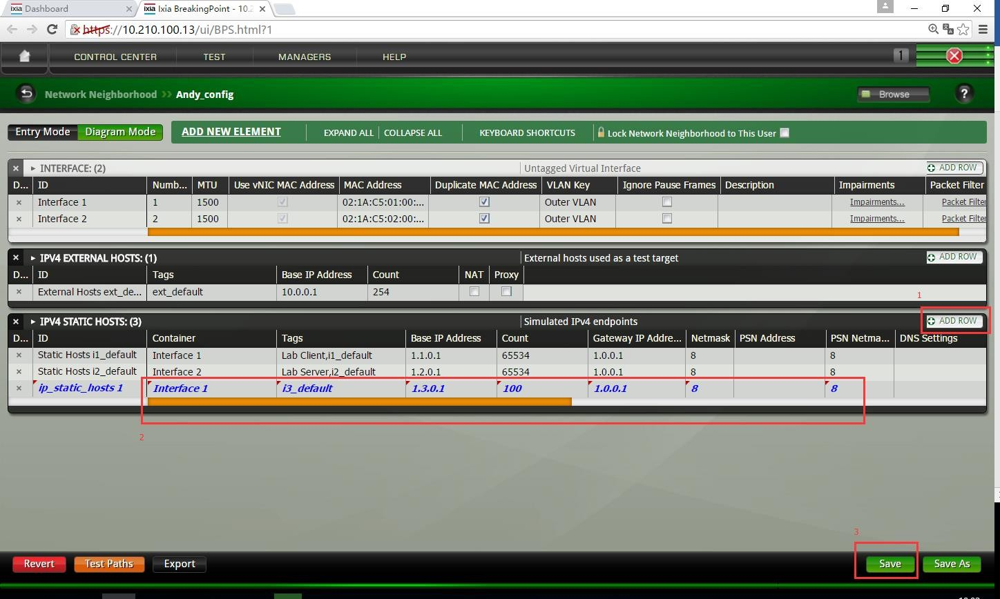 ixia Dashboard
ixia Ixia BreakingPoint - 10.2
https://10.210.100.13/ui/BPS.html?1
CONTROL CENTER TEST MANAGERS HELP 1
Network Neighborhood >> Andy_config Browse ?
Entry Mode Diagram Mode ADD NEW ELEMENT EXPAND ALL COLLAPSE ALL KEYBOARD SHORTCUTS Lock Network Neighborhood to This User
INTERFACE: (2) Untagged Virtual Interface ADD ROW
D... ID Numb... MTU Use vNIC MAC Address MAC Address Duplicate MAC Address VLAN Key Ignore Pause Frames Description Impairments Packet Filter
Interface 1 1 1500 02:1A:C5:01:00:... Outer VLAN Impairments... Packet Filter
Interface 2 2 1500 02:1A:C5:02:00:... Outer VLAN Impairments... Packet Filter
IPV4 EXTERNAL HOSTS: (1) External hosts used as a test target ADD ROW
D... ID Tags Base IP Address Count NAT Proxy
External Hosts ext_de... ext_default 10.0.0.1 254
1
IPV4 STATIC HOSTS: (3) Simulated IPv4 endpoints ADD ROW
D... ID Container Tags Base IP Address Count Gateway IP Addre... Netmask PSN Address PSN Netma... DNS Settings
Static Hosts i1_default Interface 1 Lab Client,i1_default 1.1.0.1 65534 1.0.0.1 8 8
Static Hosts i2_default Interface 2 Lab Server,i2_default 1.2.0.1 65534 1.0.0.1 8 8
ip_static_hosts 1 Interface 1 i3_default 1.3.0.1 100 1.0.0.1 8 8
2
3
Revert Test Paths Export Save Save As